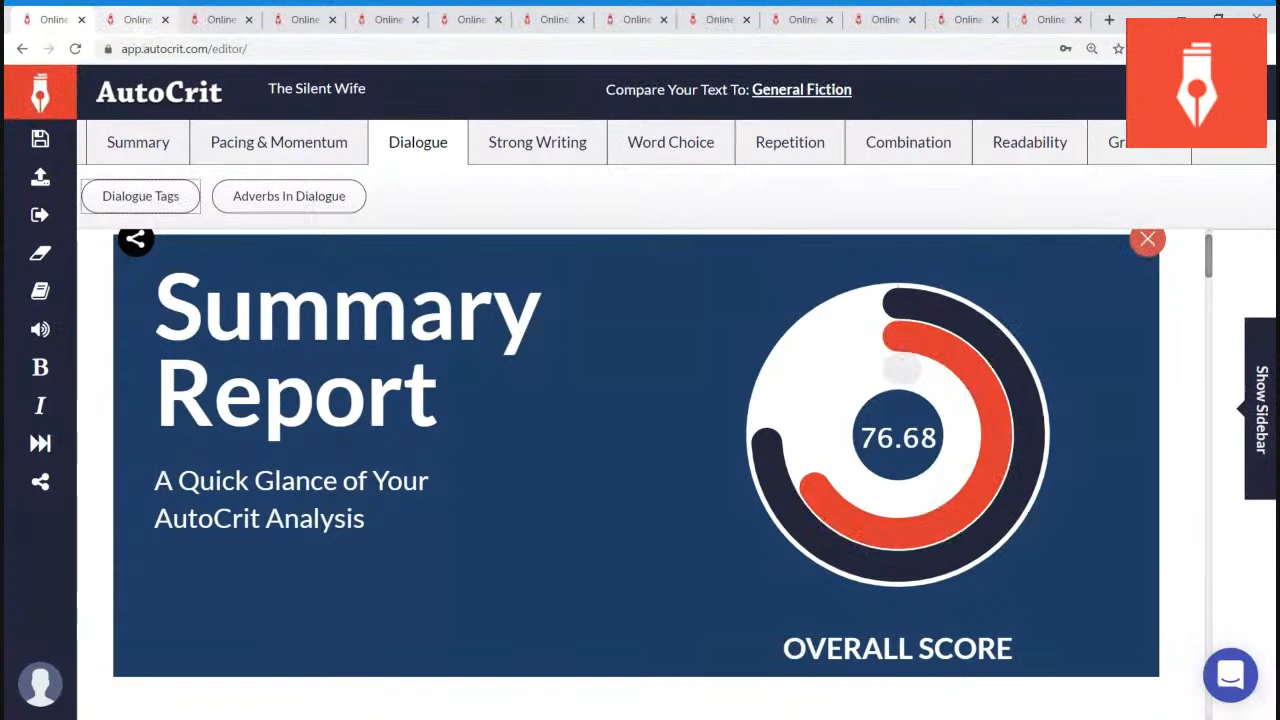 Online Online Online Online Online Online Online Online Online Online Online Online Online
app.autocrit.com/editor/
AutoCrit
The Silent Wife
Compare Your Text To: General Fiction
Summary
Pacing & Momentum
Dialogue
Strong Writing
Word Choice
Repetition
Combination
Readability
Gr
Dialogue Tags
Adverbs In Dialogue
Summary
Report
A Quick Glance of Your
AutoCrit Analysis
76.68
OVERALL SCORE
Show Sidebar
B
I